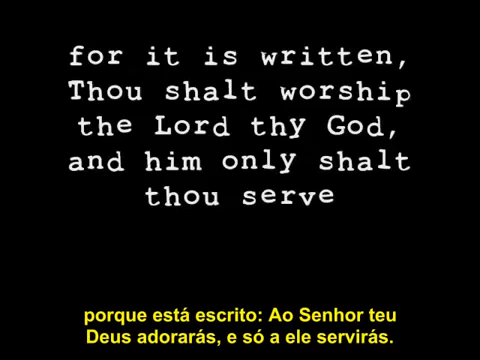 for it is written,
Thou shalt worship
the Lord thy God,
and him only shalt
thou serve
porque está escrito: Ao Senhor teu
Deus adorarás, e só a ele servirás.